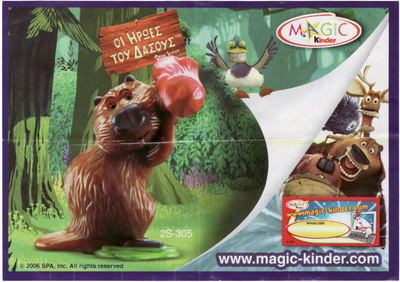 ΟΙ ΗΡΩΕΣ
ΤΟΥ ΔΑΣΟΥΣ
MAGIC
Kinder
www.magic-kinder.com
2S-305
© 2006 SPA, Inc. All rights reserved
www.magic-kinder.com